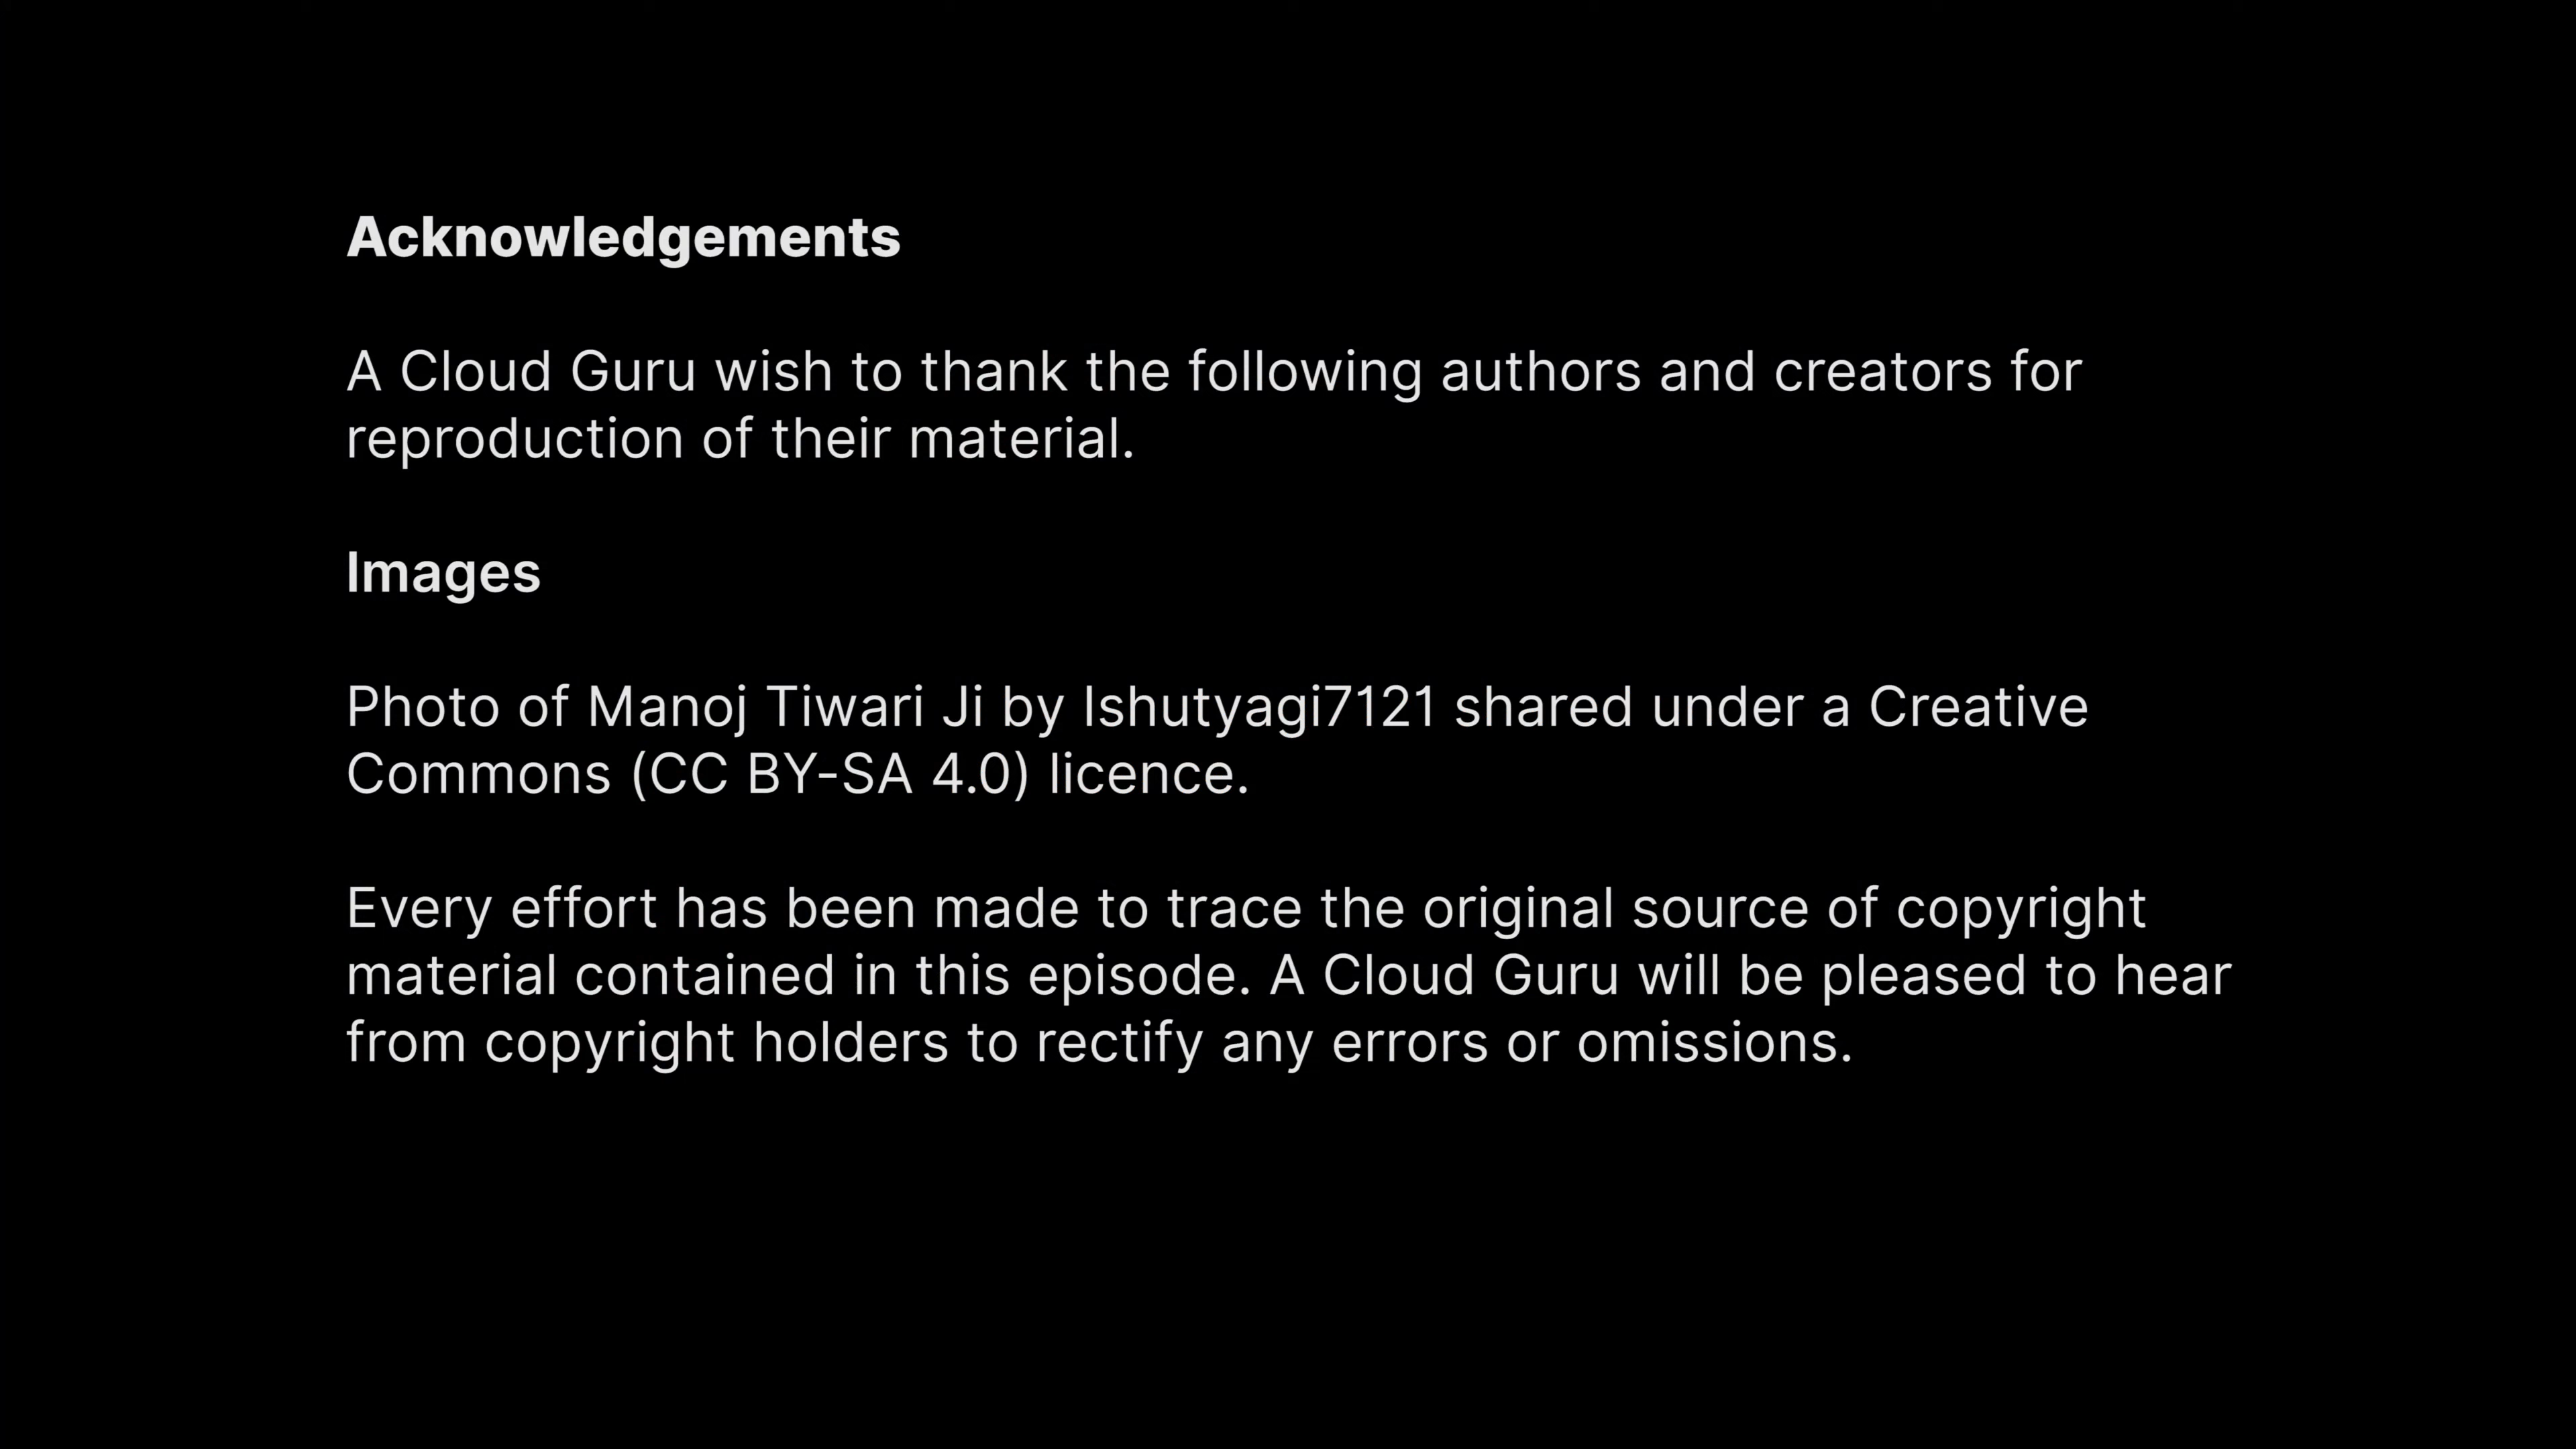 Acknowledgements
A Cloud Guru wish to thank the following authors and creators for
reproduction of their material.
Images
Photo of Manoj Tiwari Ji by Ishutyagi7121 shared under a Creative
Commons (CC BY-SA 4.0) licence.
Every effort has been made to trace the original source of copyright
material contained in this episode. A Cloud Guru will be pleased to hear
from copyright holders to rectify any errors or omissions.